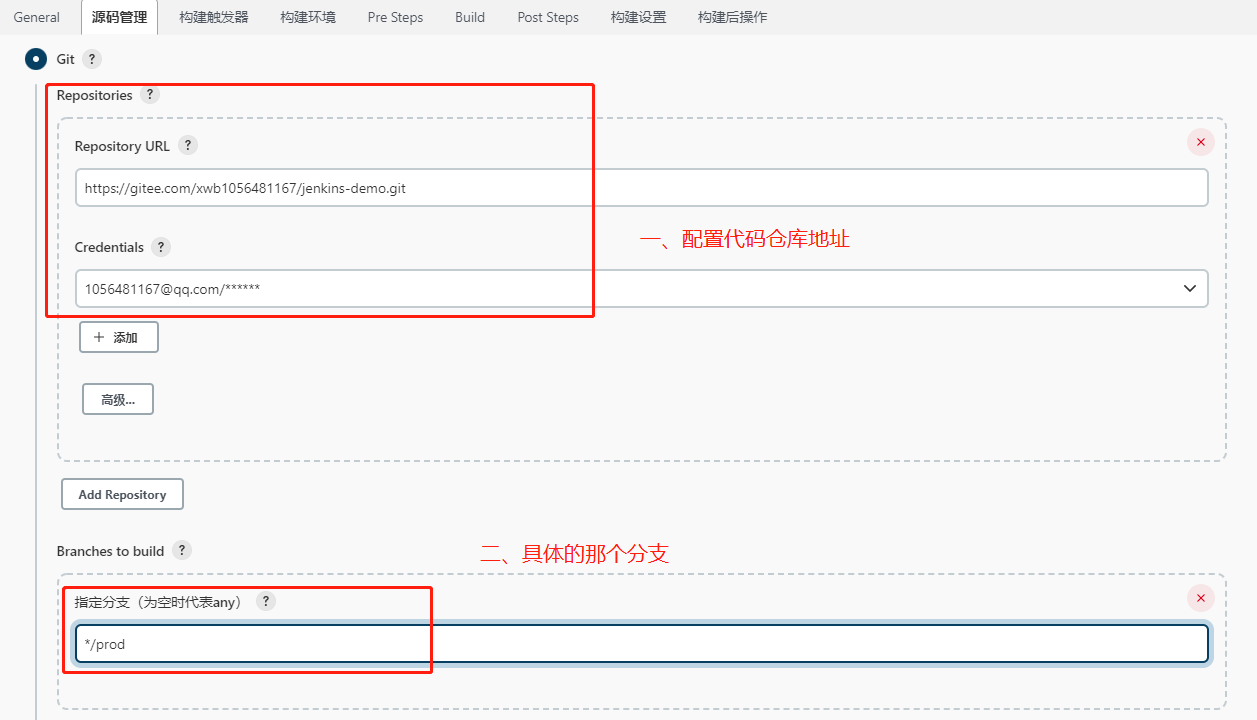 General 源码管理 构建触发器 构建环境 Pre Steps Build Post Steps 构建设置 构建后操作
Git ?
Repositories ?
Repository URL ?
https://gitee.com/xwb1056481167/jenkins-demo.git
一、配置代码仓库地址
Credentials ?
1056481167@qq.com/******
添加
高级...
Add Repository
Branches to build ?
二、具体的那个分支
指定分支（为空时代表any） ?
*/prod